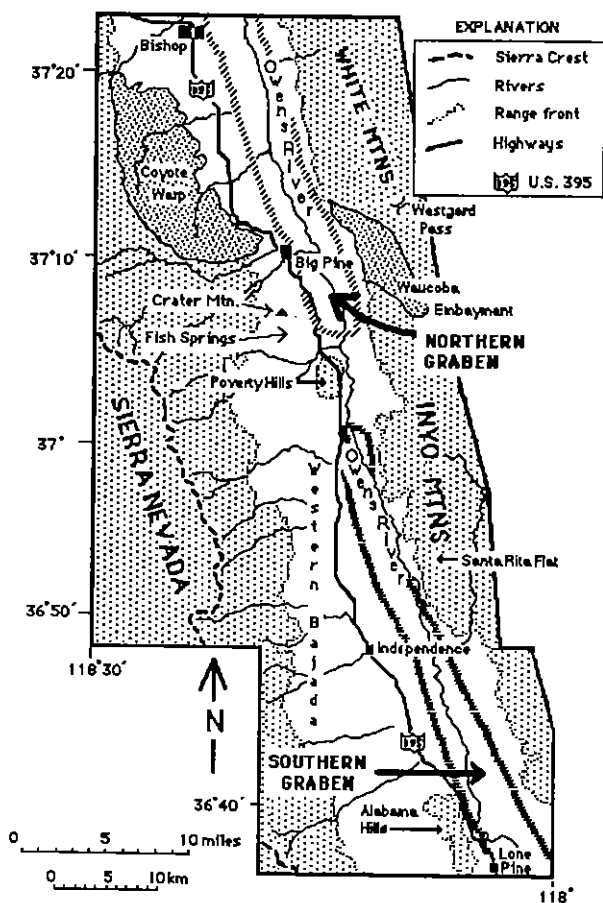 EXPLANATION
Sierra Crest
Rivers
Range front
Highways
395 U.S. 395
Bishop
37°20'
395
Owens River
WHITE MTNS
Coyote
Warp
Westgard
Pass
37°10'
Big Pine
Waucoba
Embayment
Crater Mtn.
Fish Springs
NORTHERN
GRABEN
Poverty Hills
37°
SIERRA NEVADA
Western Bajada
Owens River
INYO MTNS
Santa Rita Flat
36°50'
Independence
118°30'
N
395
SOUTHERN
GRABEN
36°40'
Alabama
Hills
Lone
Pine
0 5 10 miles
0 5 10 km
118°